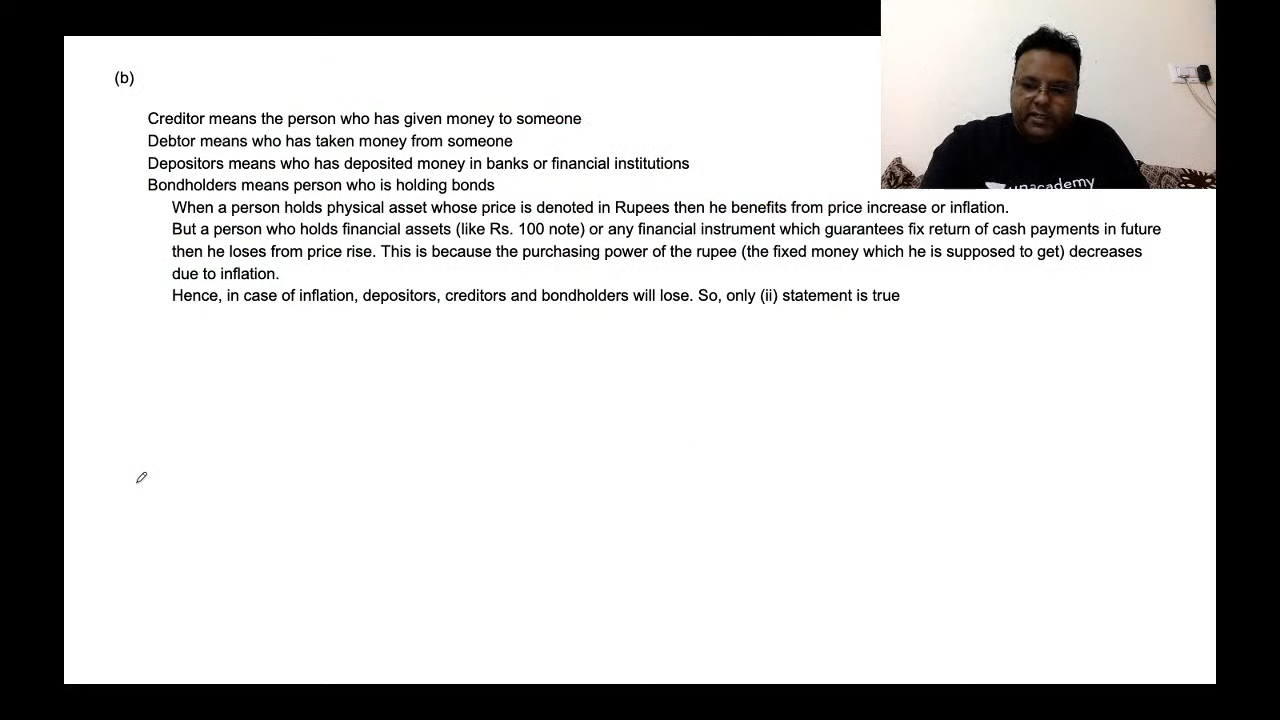 (b)
Creditor means the person who has given money to someone
Debtor means who has taken money from someone
Depositors means who has deposited money in banks or financial institutions
Bondholders means person who is holding bonds
When a person holds physical asset whose price is denoted in Rupees then he benefits from price increase or inflation.
But a person who holds financial assets (like Rs. 100 note) or any financial instrument which guarantees fix return of cash payments in future
then he loses from price rise. This is because the purchasing power of the rupee (the fixed money which he is supposed to get) decreases
due to inflation.
Hence, in case of inflation, depositors, creditors and bondholders will lose. So, only (ii) statement is true
unacademy